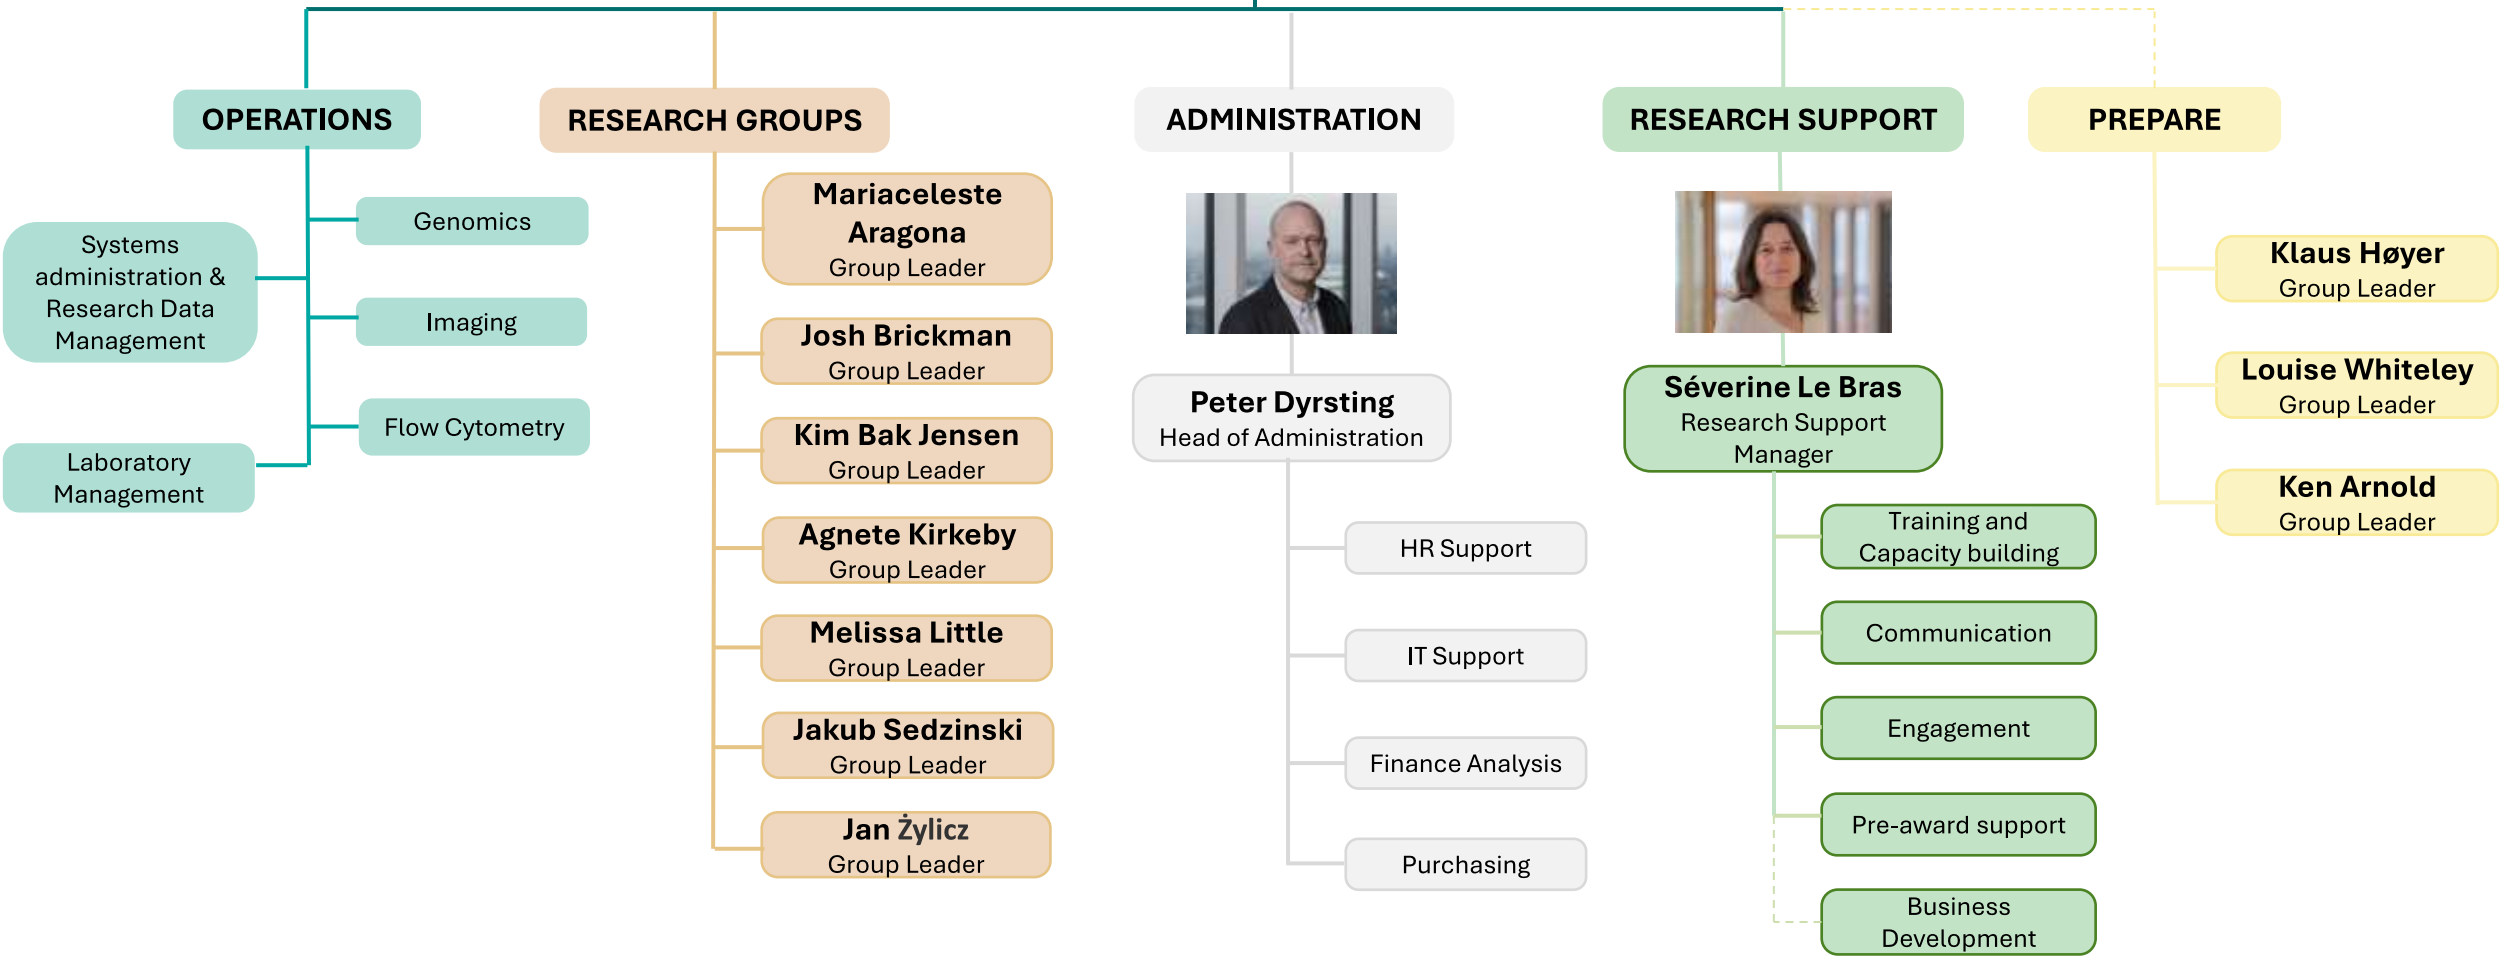 OPERATIONS
Systems
administration &
Research Data
Management
Laboratory
Management
Genomics
Imaging
Flow Cytometry
RESEARCH GROUPS
Mariaceleste
Aragona
Group Leader
Josh Brickman
Group Leader
Kim Bak Jensen
Group Leader
Agnete Kirkeby
Group Leader
Melissa Little
Group Leader
Jakub Sedzinski
Group Leader
Jan Żylicz
Group Leader
ADMINISTRATION
Peter Dyrsting
Head of Administration
HR Support
IT Support
Finance Analysis
Purchasing
RESEARCH SUPPORT
Séverine Le Bras
Research Support
Manager
Training and
Capacity building
Communication
Engagement
Pre-award support
Business
Development
PREPARE
Klaus Høyer
Group Leader
Louise Whiteley
Group Leader
Ken Arnold
Group Leader